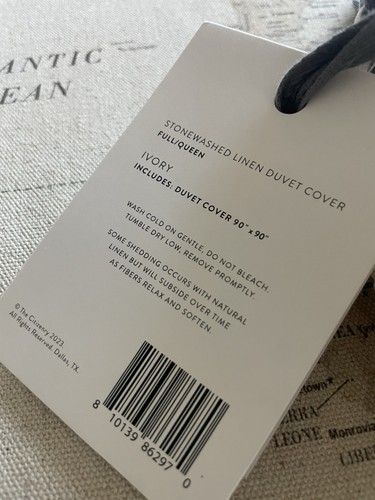 ANTIC
EAN
STONEWASHED LINEN DUVET COVER
FULL/QUEEN
IVORY
INCLUDES: DUVET COVER 90" x 90"
WASH COLD ON GENTLE, DO NOT BLEACH.
TUMBLE DRY LOW, REMOVE PROMPTLY.
SOME SHEDDING OCCURS WITH NATURAL
LINEN BUT WILL SUBSIDE OVER TIME
AS FIBERS RELAX AND SOFTEN.
© The Citizenry 2023.
All Rights Reserved. Dallas, TX.
8 10139 86297 0
LEONE
Monrovia
LIBE